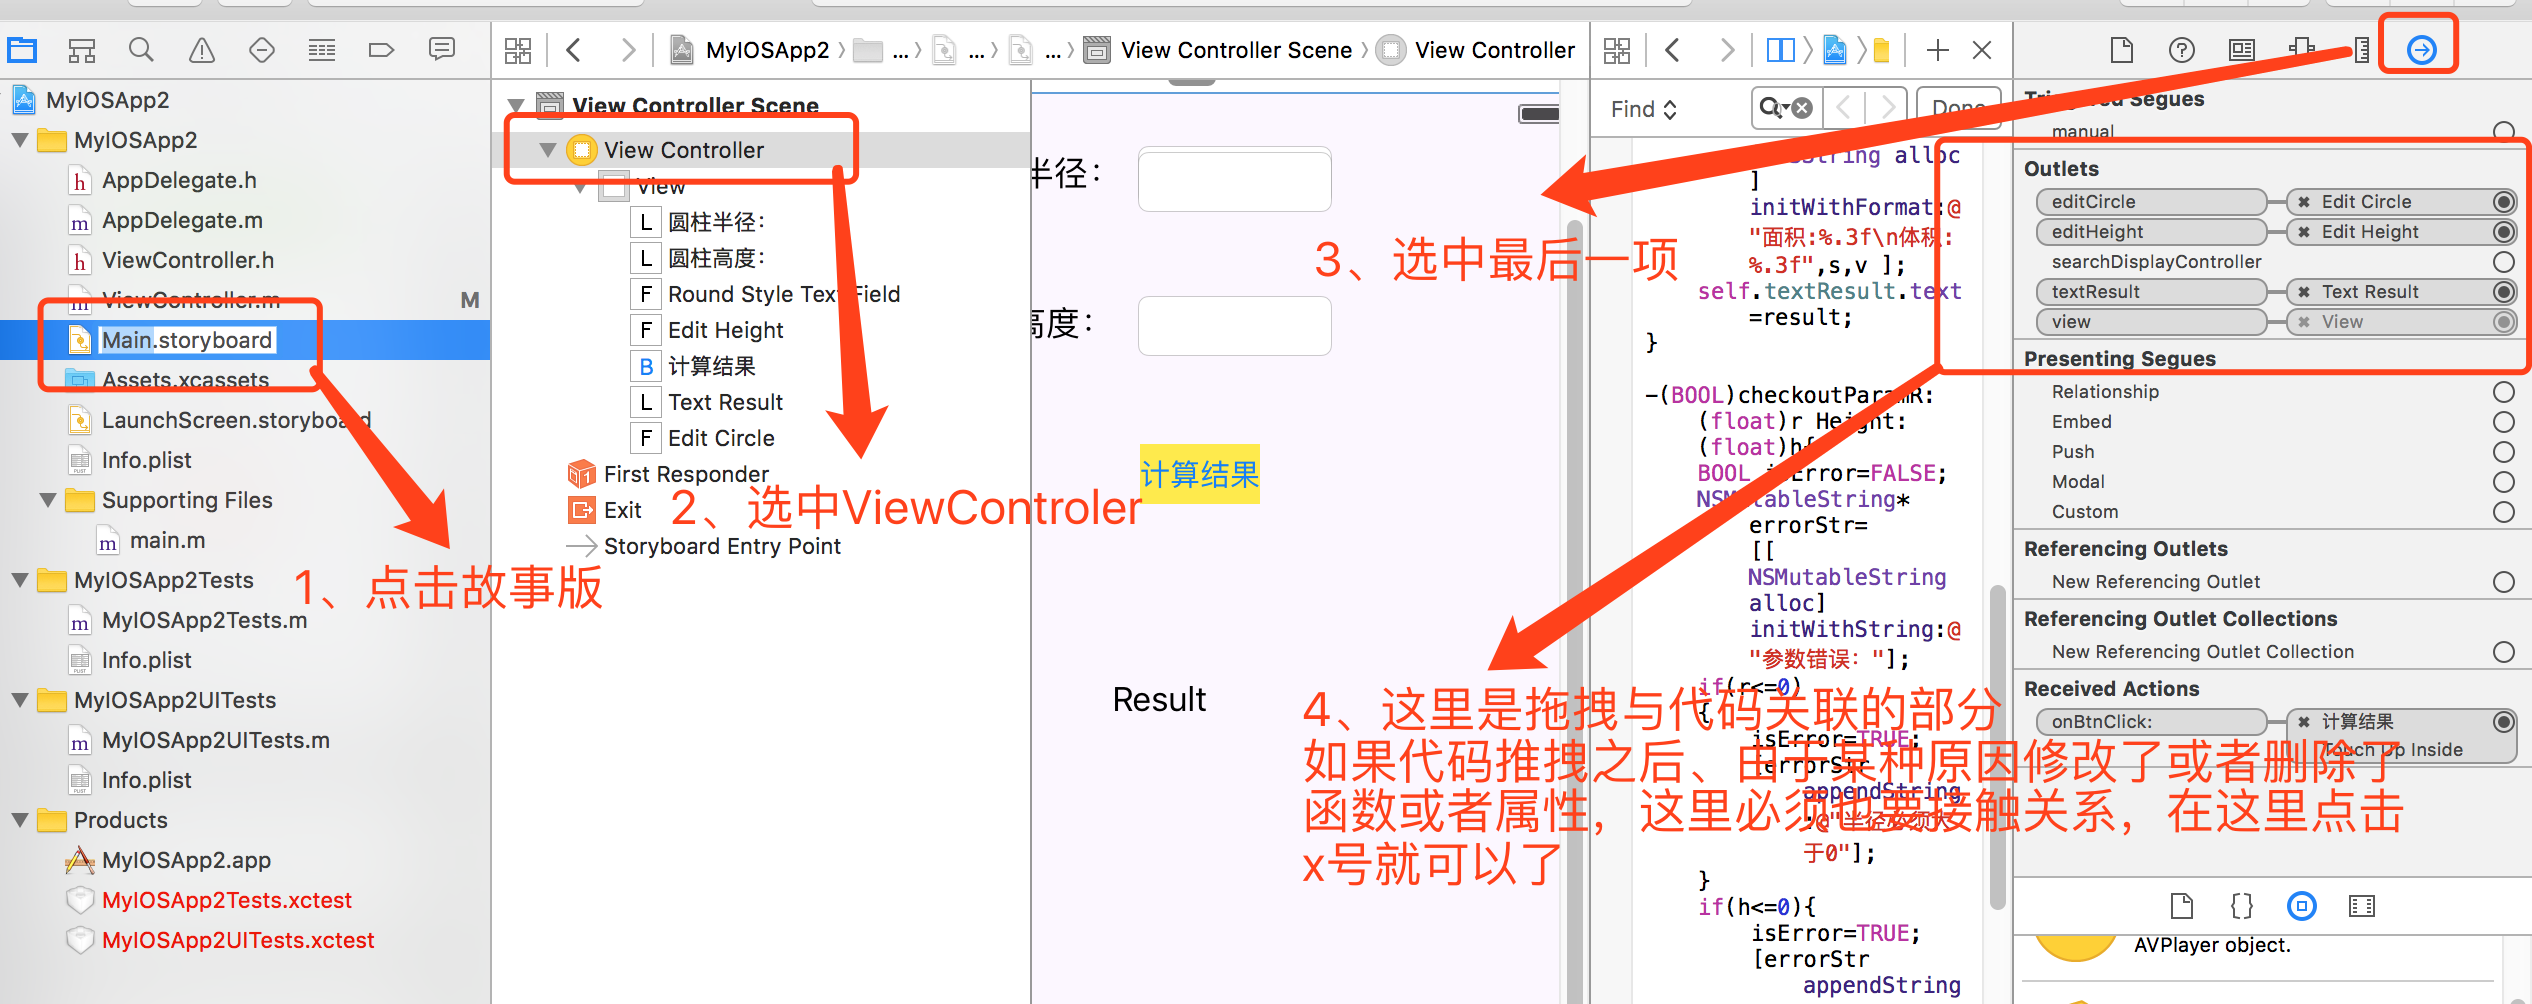 MyIOSApp2
...
...
View Controller Scene
View Controller
MyIOSApp2
MyIOSApp2
h AppDelegate.h
m AppDelegate.m
h ViewController.h
m ViewController.m
M
Main.storyboard
Assets.xcassets
LaunchScreen.storyboard
Info.plist
Supporting Files
m main.m
MyIOSApp2Tests
m MyIOSApp2Tests.m
Info.plist
MyIOSApp2UITests
m MyIOSApp2UITests.m
Info.plist
Products
MyIOSApp2.app
MyIOSApp2Tests.xctest
MyIOSApp2UITests.xctest
1、点击故事版
View Controller Scene
View Controller
View
L 圆柱半径:
L 圆柱高度:
F Round Style Text Field
F Edit Height
B 计算结果
L Text Result
F Edit Circle
First Responder
Exit
Storyboard Entry Point
2、选中ViewControler
半径:
高度:
计算结果
Result
3、选中最后一项
Find
Done
alloc
]
initWithFormat:@
"面积:%.3f\n体积:
%.3f",s,v ];
self.textResult.text
=result;
}
-(BOOL)checkoutParamR:
(float)r Height:
(float)h{
BOOL isError=FALSE;
NSMutableString*
errorStr=
[[
NSMutableString
alloc]
initWithString:@
"参数错误: "];
if(r<=0)
{
isError=TRUE;
[errorStr
appendString
:@"半径必须大
于0"];
}
if(h<=0){
isError=TRUE;
[errorStr
appendString
4、这里是拖拽与代码关联的部分
如果代码推拽之后、由于某种原因修改了或者删除了
函数或者属性，这里必须也要接触关系，在这里点击
x号就可以了
Triggered Segues
manual
Outlets
editCircle Edit Circle
editHeight Edit Height
searchDisplayController
textResult Text Result
view View
Presenting Segues
Relationship
Embed
Push
Modal
Custom
Referencing Outlets
New Referencing Outlet
Referencing Outlet Collections
New Referencing Outlet Collection
Received Actions
onBtnClick: 计算结果
Touch Up Inside
AVPlayer object.